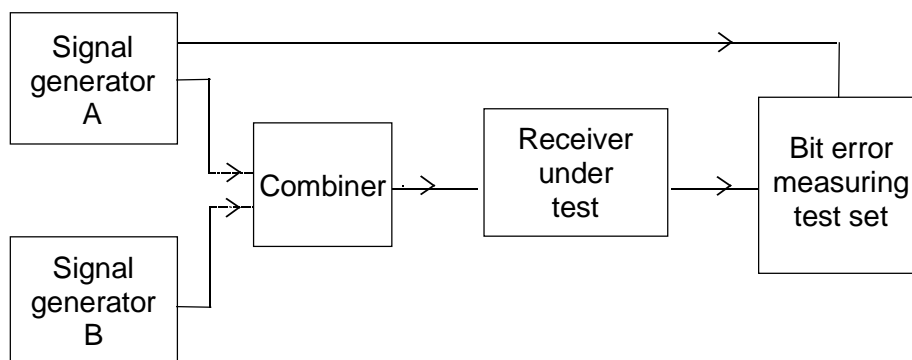 Signal
generator
A
Combiner
Receiver
under
test
Bit error
measuring
test set
Signal
generator
B